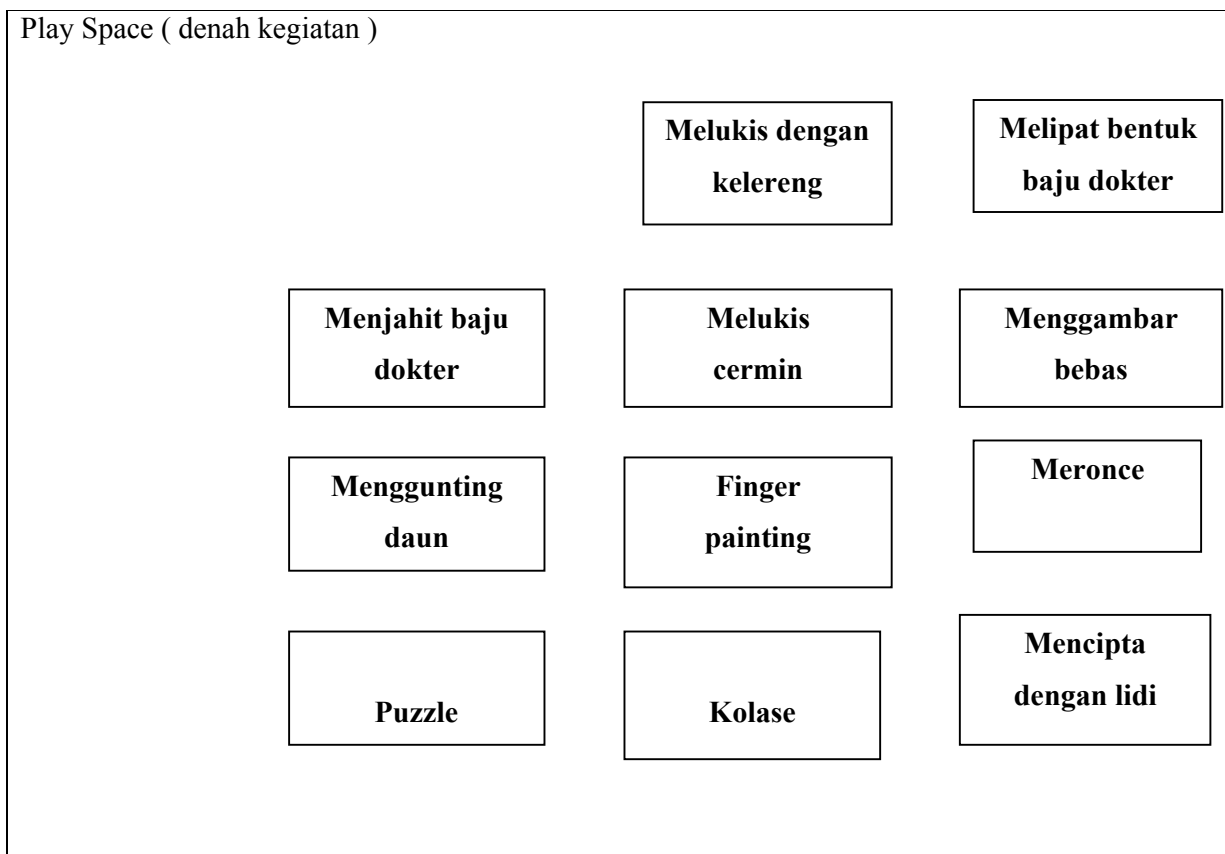 Play Space ( denah kegiatan )
Melukis dengan
kelereng
Melipat bentuk
baju dokter
Menjahit baju
dokter
Melukis
cermin
Menggambar
bebas
Menggunting
daun
Finger
painting
Meronce
Puzzle
Kolase
Mencipta
dengan lidi